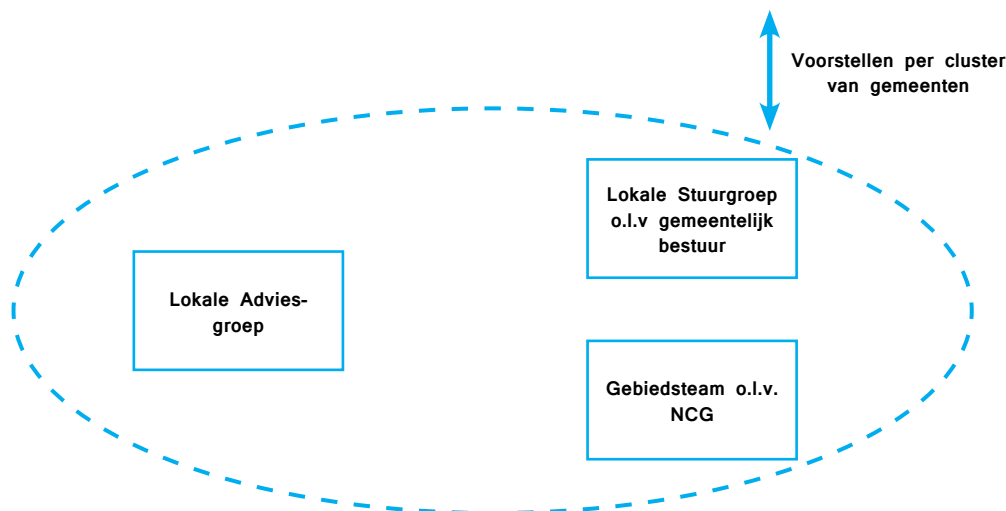 Voorstellen per cluster
van gemeenten
Lokale Stuurgroep
o.l.v gemeentelijk
bestuur
Lokale Advies-
groep
Gebiedsteam o.l.v.
NCG